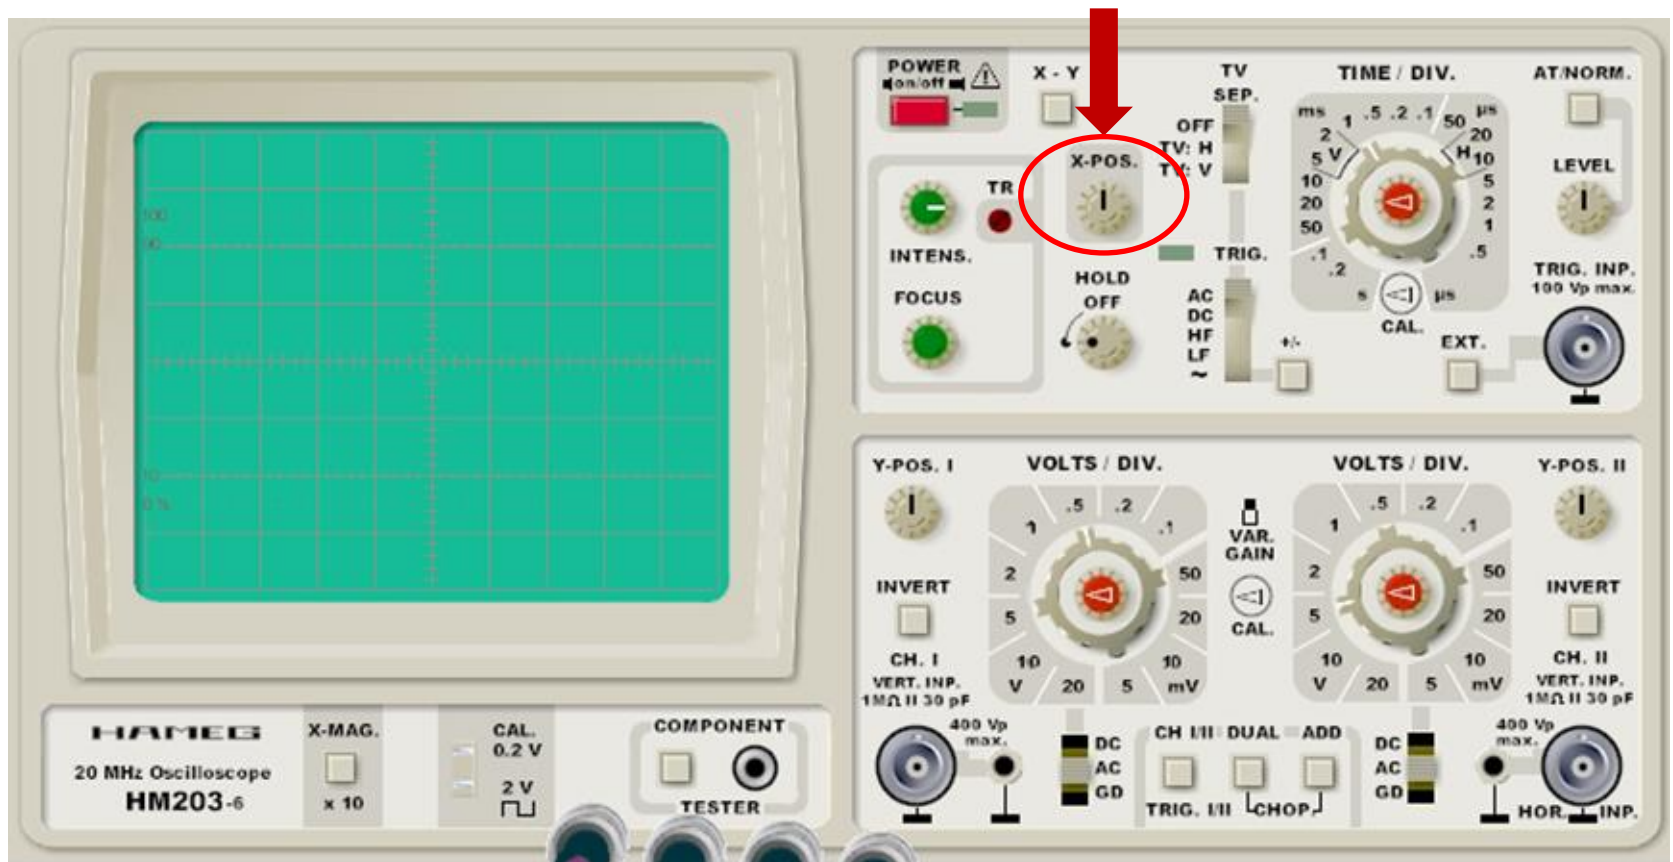 POWER
on/off
X - Y
TV
SEP.
OFF
TV: H
TV: V
TIME / DIV.
AT/NORM.
ms
1
.5 .2 .1
50
µs
2
20
5
V
H
10
10
5
20
2
50
1
.1
.5
.2
s
µs
CAL.
X-POS.
TR
LEVEL
INTENS.
FOCUS
HOLD
OFF
TRIG.
AC
DC
HF
LF
~
+/-
EXT.
TRIG. INP.
100 Vp max.
100
90
10
0%
Y-POS. I
VOLTS / DIV.
VOLTS / DIV.
Y-POS. II
.5 .2
1 .1
2 50
5 20
10 10
V 20 5 mV
VAR.
GAIN
CAL.
.5 .2
1 .1
2 50
5 20
10 10
V 20 5 mV
INVERT
INVERT
CH. I
VERT. INP.
1MΩ II 30 pF
CH. II
VERT. INP.
1MΩ II 30 pF
400 Vp
max.
DC
AC
GD
CH I/II DUAL ADD
TRIG. I/II CHOP
DC
AC
GD
400 Vp
max.
HOR. INP.
HAMEG
20 MHz Oscilloscope
HM203-6
X-MAG.
x 10
CAL.
0.2 V
2 V
COMPONENT
TESTER